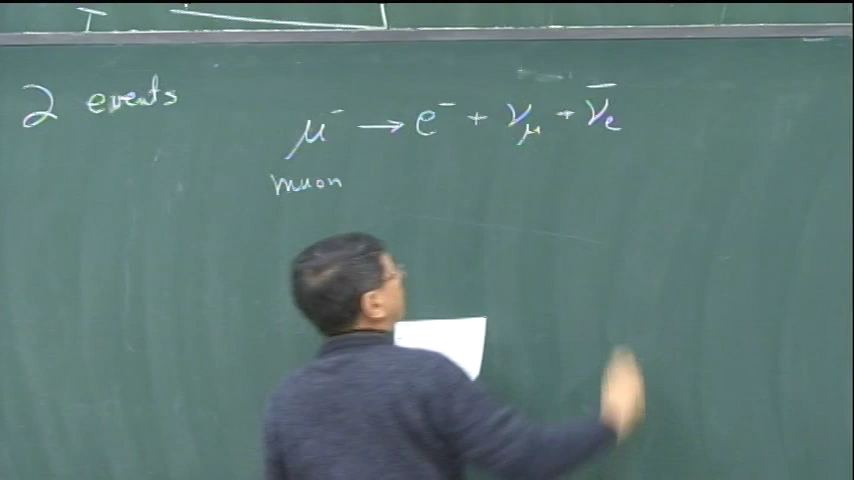 2 events
μ⁻ → e⁻ + ν_μ + ν̄_e
muon